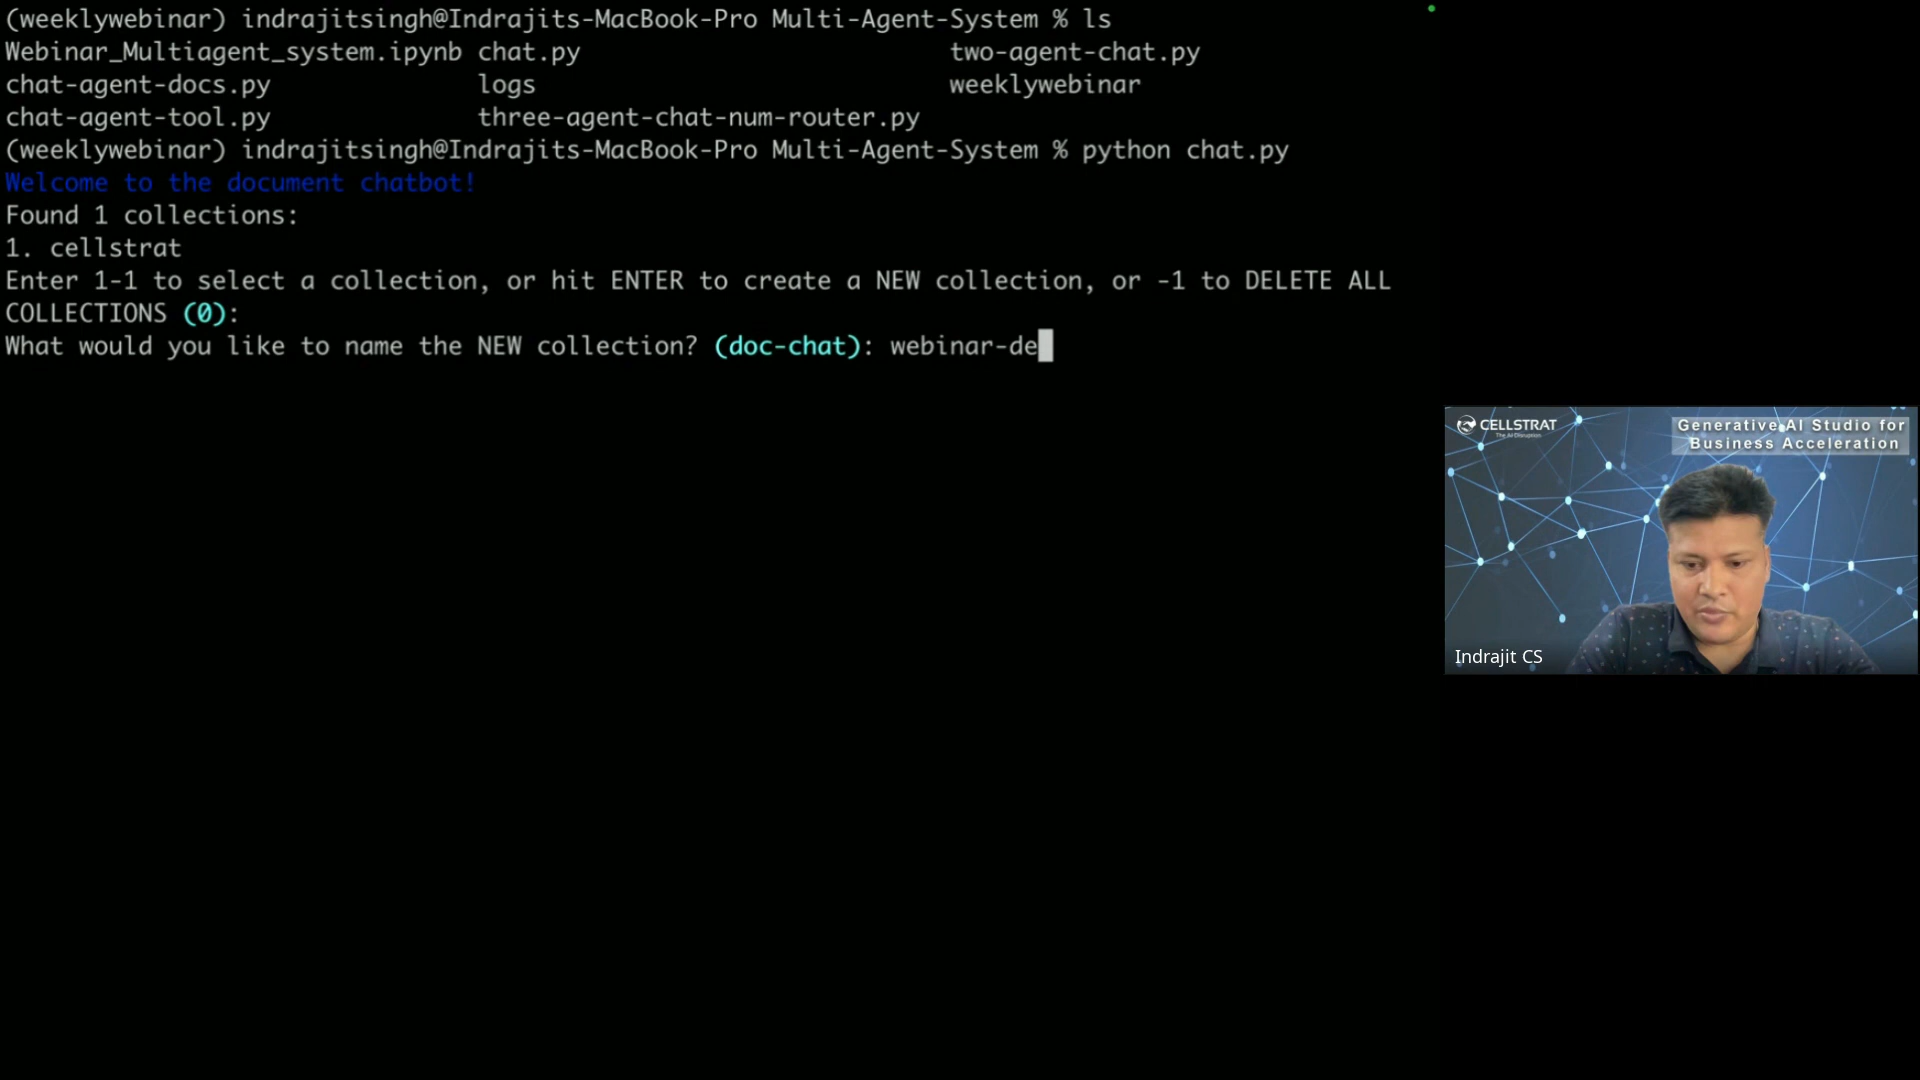 (weeklywebinar) indrajitsingh@Indrajits-MacBook-Pro Multi-Agent-System % ls
Webinar_Multiagent_system.ipynb chat.py two-agent-chat.py
chat-agent-docs.py logs weeklywebinar
chat-agent-tool.py three-agent-chat-num-router.py
(weeklywebinar) indrajitsingh@Indrajits-MacBook-Pro Multi-Agent-System % python chat.py
Welcome to the document chatbot!
Found 1 collections:
1. cellstrat
Enter 1-1 to select a collection, or hit ENTER to create a NEW collection, or -1 to DELETE ALL
COLLECTIONS (0):
What would you like to name the NEW collection? (doc-chat): webinar-de
CELLSTRAT
The AI Disruption
Generative AI Studio for
Business Acceleration
Indrajit CS